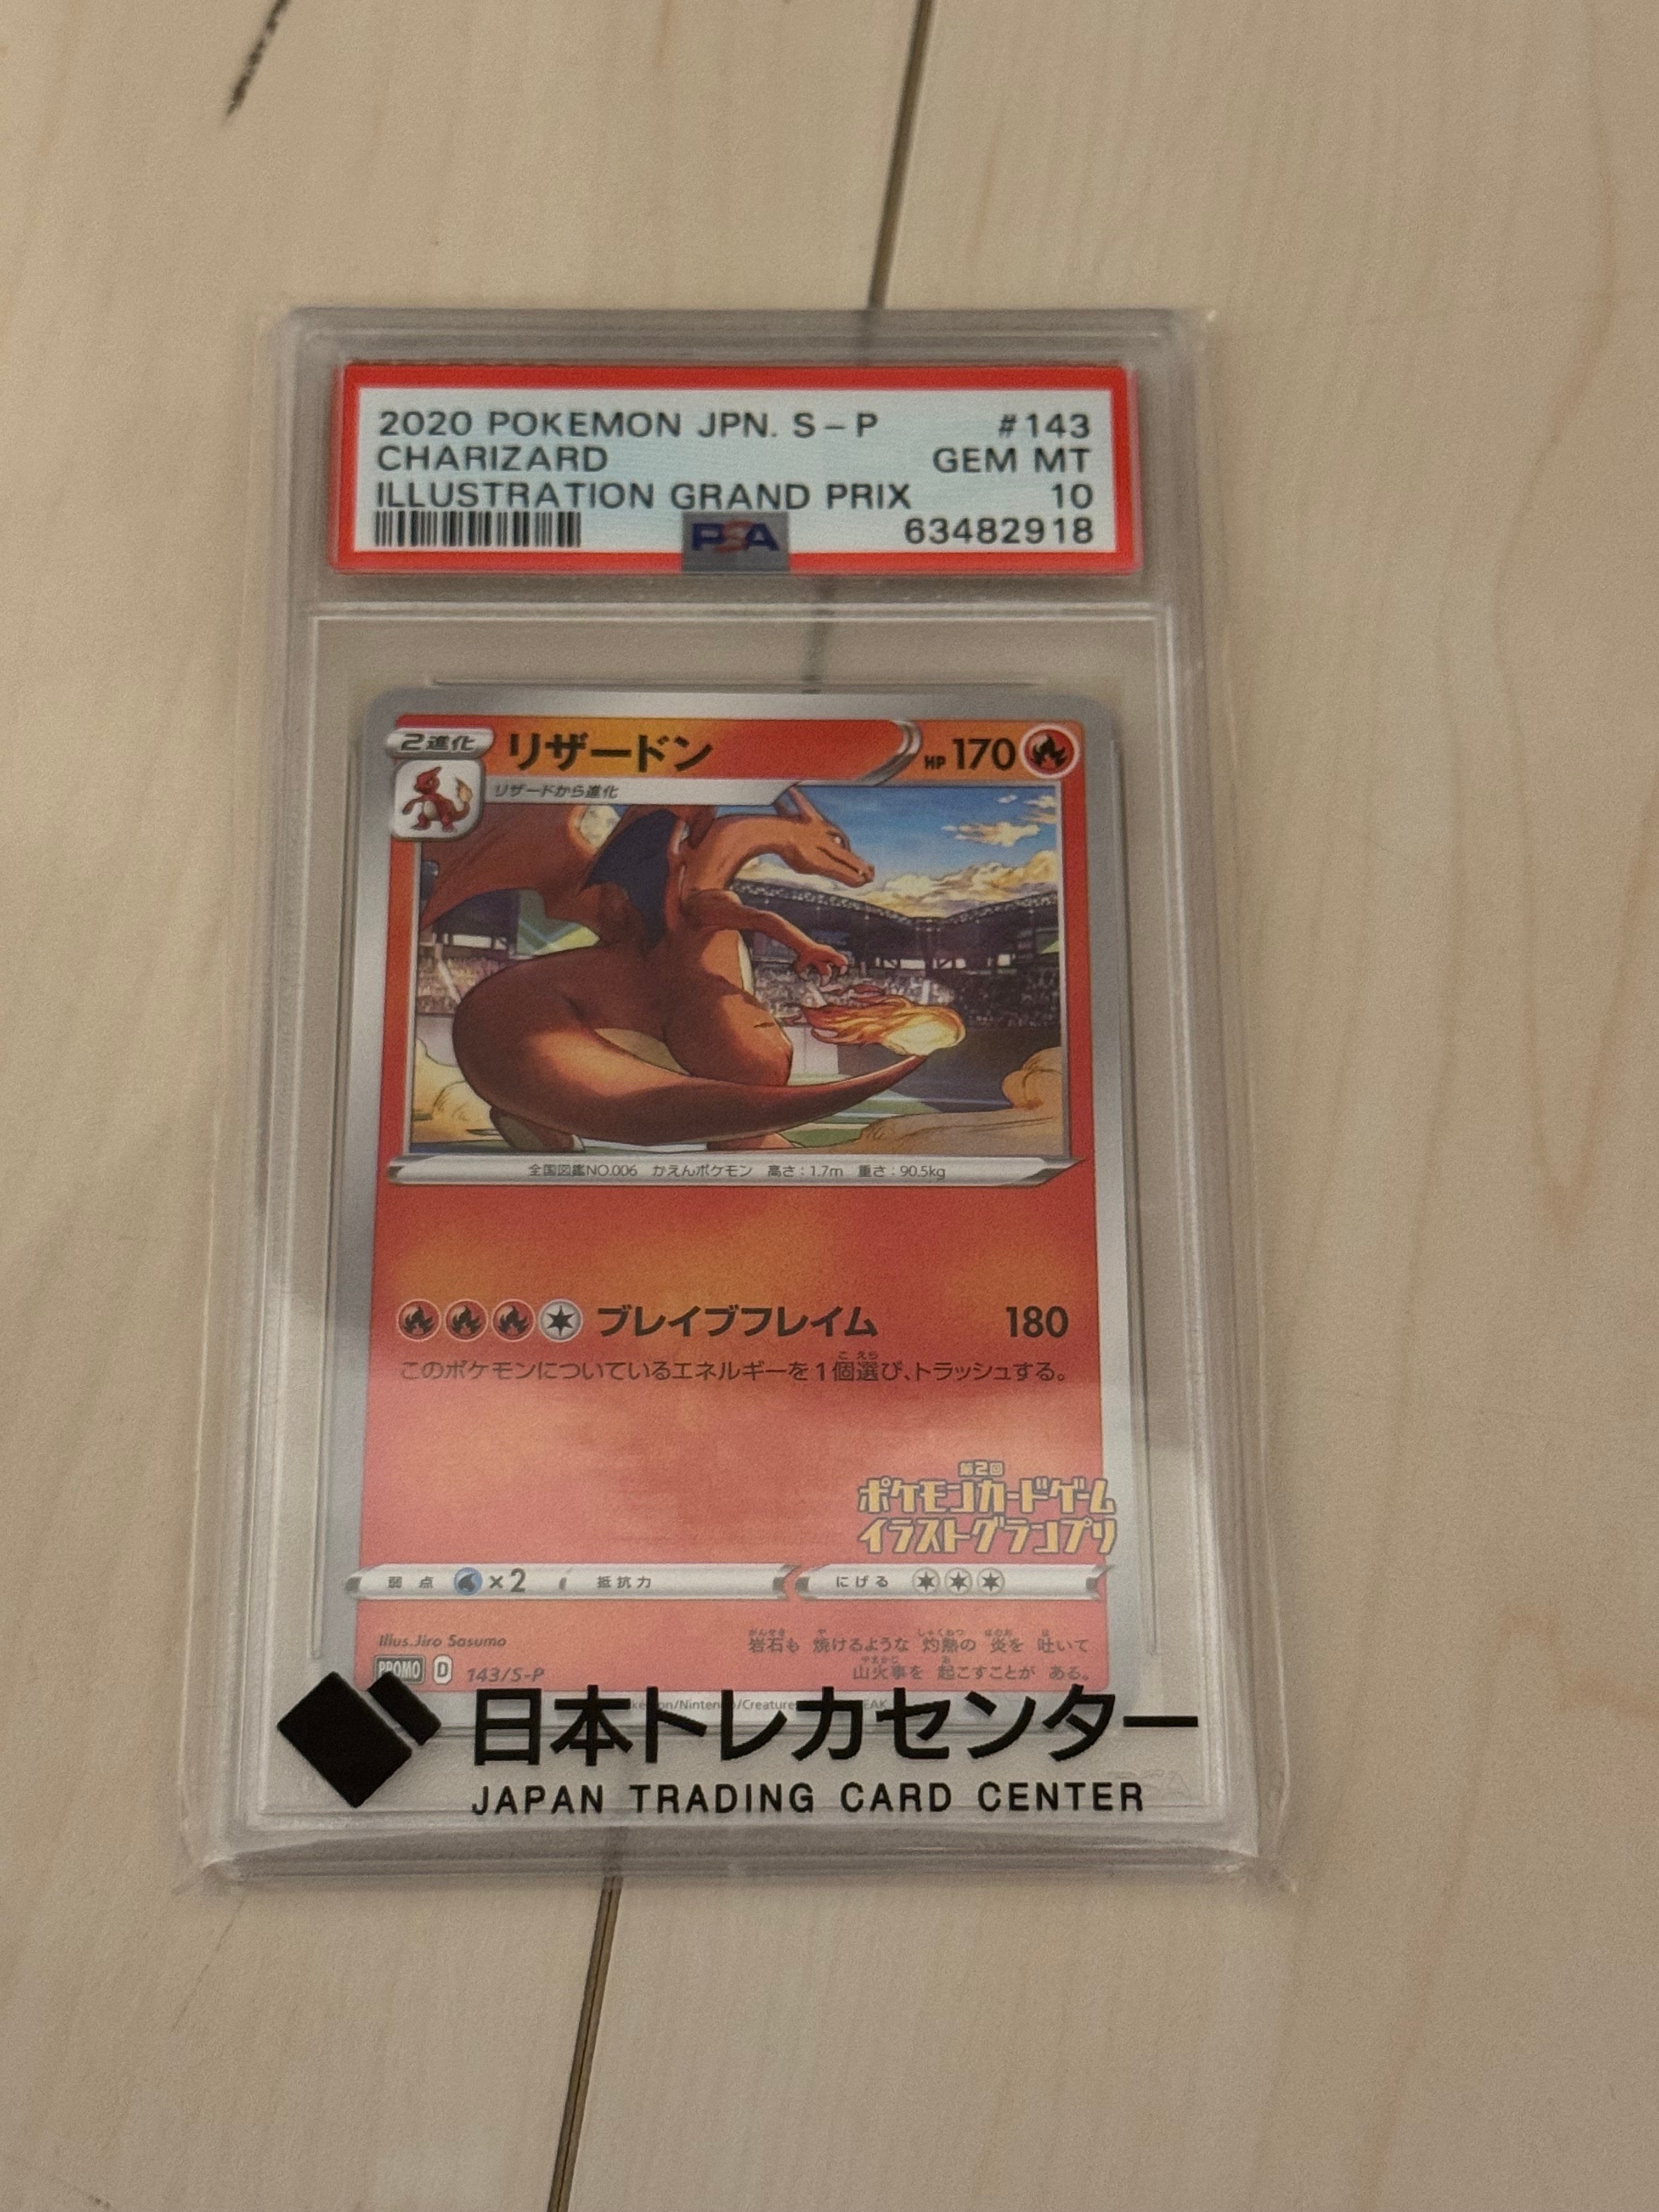 2020 POKEMON JPN. S-P #143
CHARIZARD GEM MT
ILLUSTRATION GRAND PRIX 10
PSA 63482918
2進化 リザードン HP 170
リザードから進化
全国図鑑NO.006 かえんポケモン 高さ:1.7m 重さ:90.5kg
ブレイブフレイム 180
このポケモンについているエネルギーを1個選び、トラッシュする。
第2回
ポケモンカードゲーム
イラストグランプリ
弱点 ×2 抵抗力 にげる
Illus.Jiro Sasumo
岩石も 焼けるような 灼熱の 炎を 吐いて
PROMO D 143/S-P 山火事を 起こすことが ある。
日本トレカセンター
JAPAN TRADING CARD CENTER